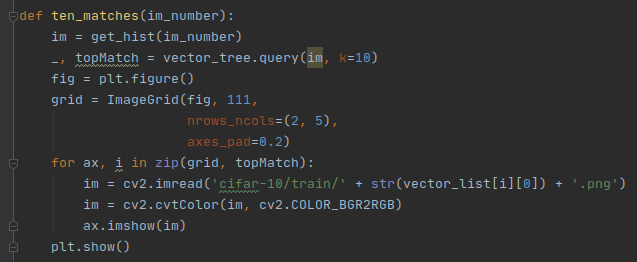 def ten_matches(im_number):
    im = get_hist(im_number)
    _, topMatch = vector_tree.query(im, k=10)
    fig = plt.figure()
    grid = ImageGrid(fig, 111,
                     nrows_ncols=(2, 5),
                     axes_pad=0.2)
    for ax, i in zip(grid, topMatch):
        im = cv2.imread('cifar-10/train/' + str(vector_list[i][0]) + '.png')
        im = cv2.cvtColor(im, cv2.COLOR_BGR2RGB)
        ax.imshow(im)
    plt.show()